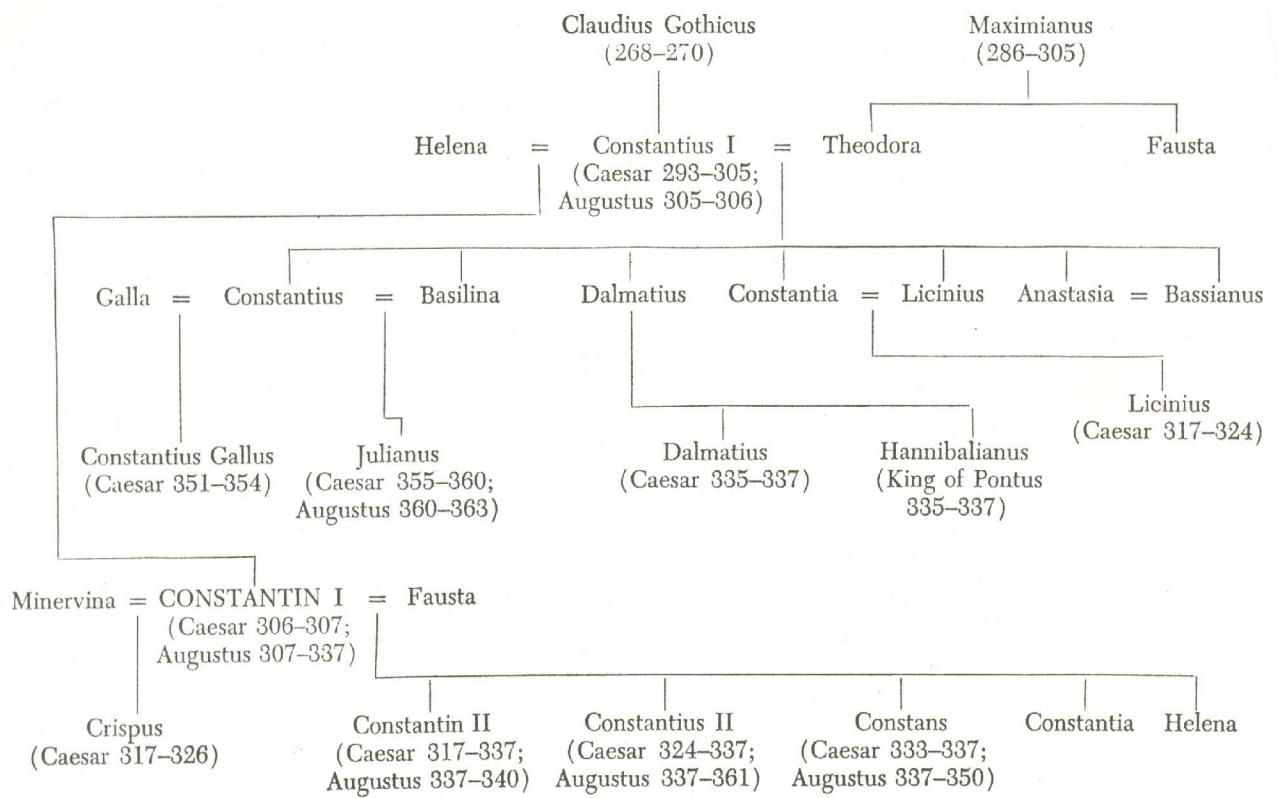 Claudius Gothicus
(268–270)
Maximianus
(286–305)
Helena = Constantius I = Theodora Fausta
(Caesar 293–305;
Augustus 305–306)
Galla = Constantius = Basilina Dalmatius Constantia = Licinius Anastasia = Bassianus
Licinius
(Caesar 317–324)
Constantius Gallus
(Caesar 351–354)
Julianus
(Caesar 355–360;
Augustus 360–363)
Dalmatius
(Caesar 335–337)
Hannibalianus
(King of Pontus
335–337)
Minervina = CONSTANTIN I = Fausta
(Caesar 306–307;
Augustus 307–337)
Crispus
(Caesar 317–326)
Constantin II
(Caesar 317–337;
Augustus 337–340)
Constantius II
(Caesar 324–337;
Augustus 337–361)
Constans
(Caesar 333–337;
Augustus 337–350)
Constantia
Helena